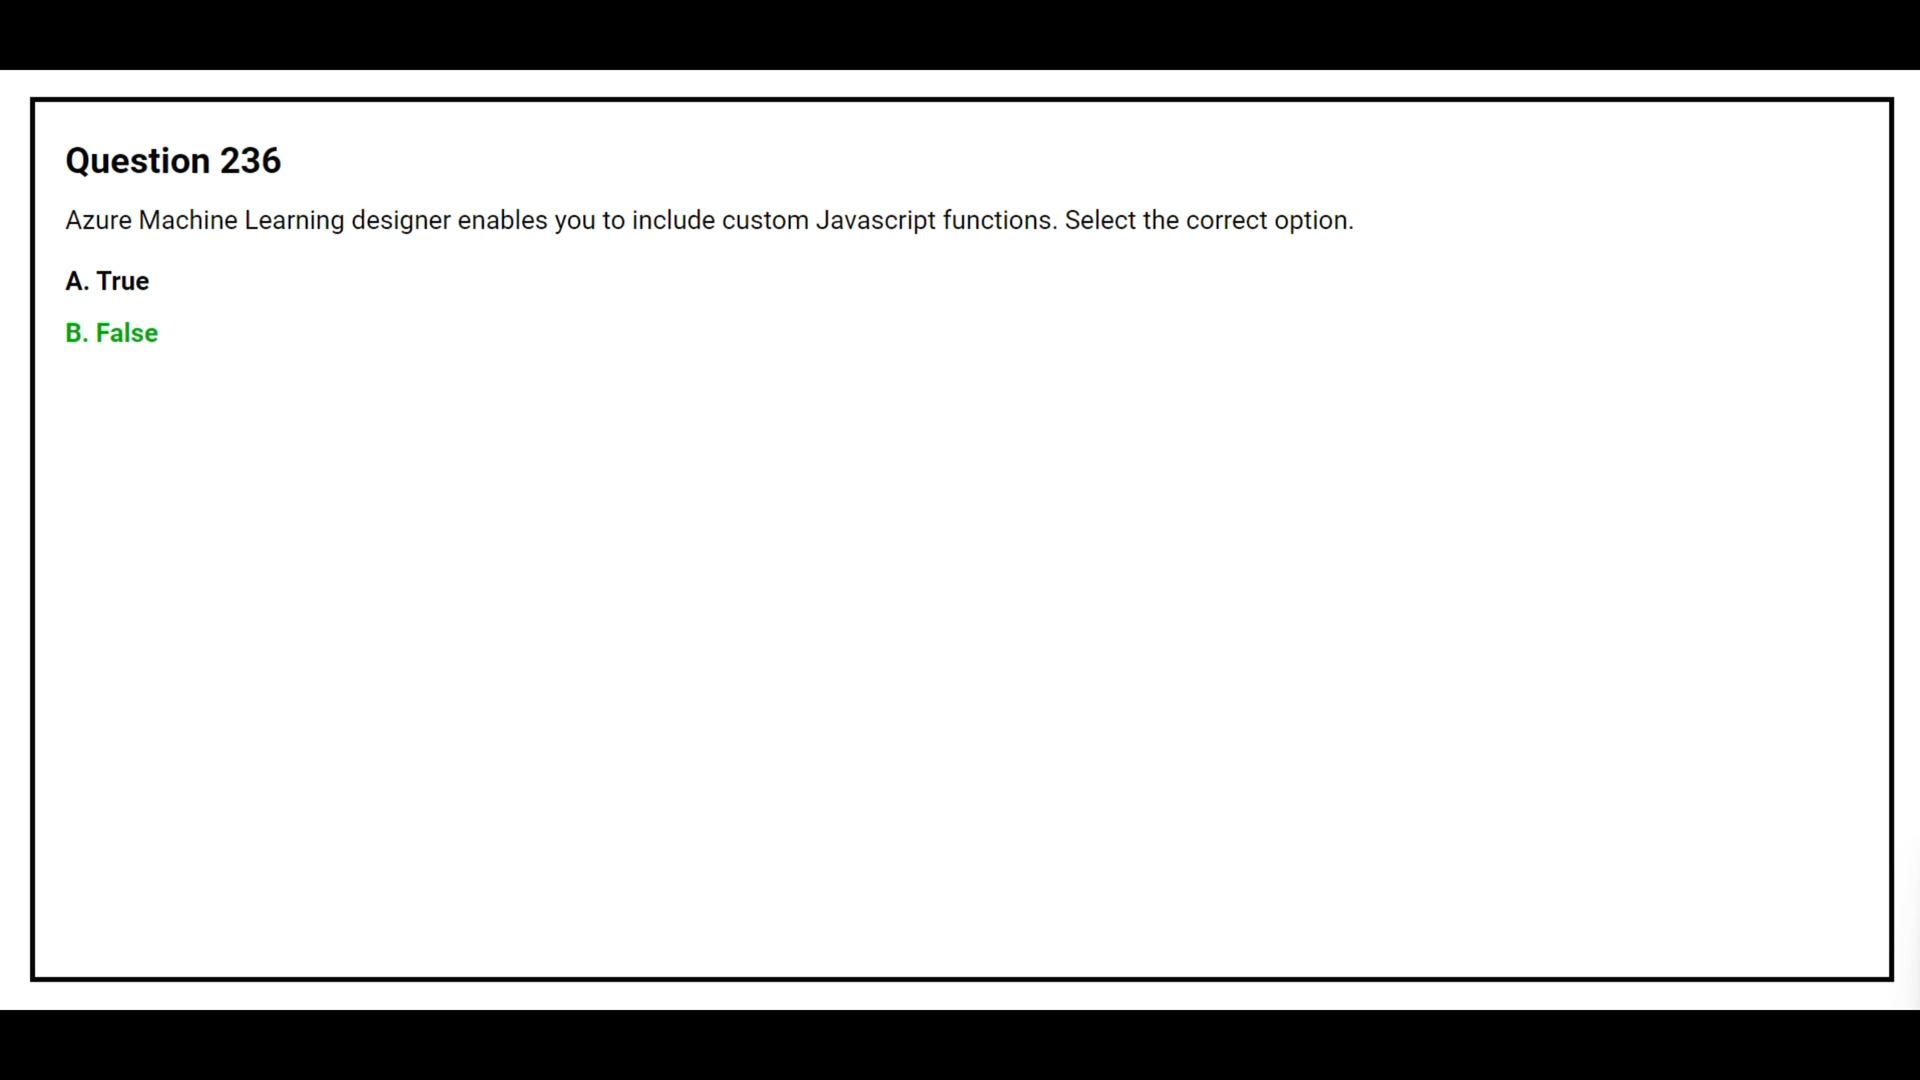 Question 236
Azure Machine Learning designer enables you to include custom Javascript functions. Select the correct option.
A. True
B. False